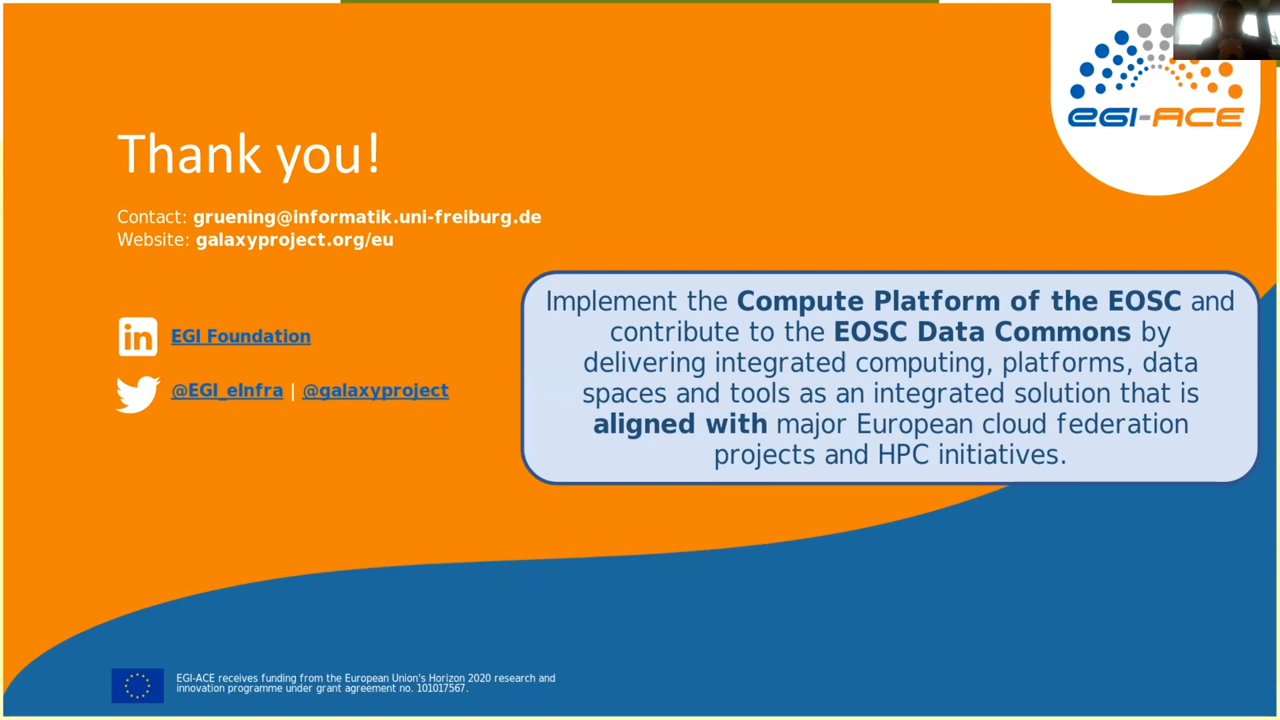 EGI-ACE
Thank you!
Contact: gruening@informatik.uni-freiburg.de
Website: galaxyproject.org/eu
in EGI Foundation
@EGI_eInfra | @galaxyproject
Implement the Compute Platform of the EOSC and
contribute to the EOSC Data Commons by
delivering integrated computing, platforms, data
spaces and tools as an integrated solution that is
aligned with major European cloud federation
projects and HPC initiatives.
EGI-ACE receives funding from the European Union's Horizon 2020 research and
innovation programme under grant agreement no. 101017567.